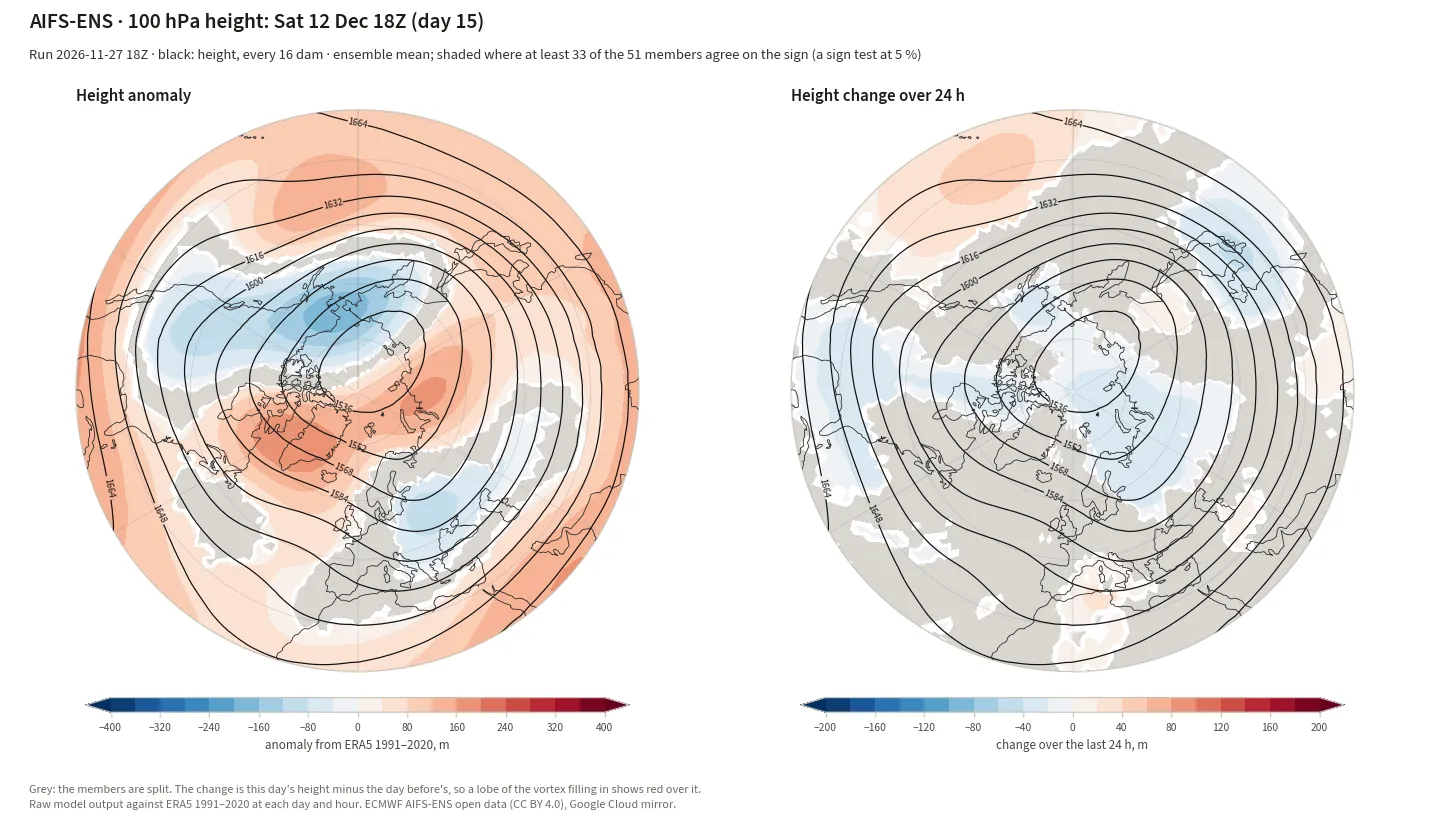 AIFS-ENS · 100 hPa height: Sat 12 Dec 18Z (day 15)
Run 2026-11-27 18Z · black: height, every 16 dam · ensemble mean; shaded where at least 33 of the 51 members agree on the sign (a sign test at 5 %)
Height anomaly
Height change over 24 h
1664
1632
1616
1600
1536
1552
1568
1584
1664
1648
1664
1632
1616
1600
1536
1552
1568
1584
1664
1648
−400 −320 −240 −160 −80 0 80 160 240 320 400
anomaly from ERA5 1991–2020, m
−200 −160 −120 −80 −40 0 40 80 120 160 200
change over the last 24 h, m
Grey: the members are split. The change is this day's height minus the day before's, so a lobe of the vortex filling in shows red over it.
Raw model output against ERA5 1991–2020 at each day and hour. ECMWF AIFS-ENS open data (CC BY 4.0), Google Cloud mirror.